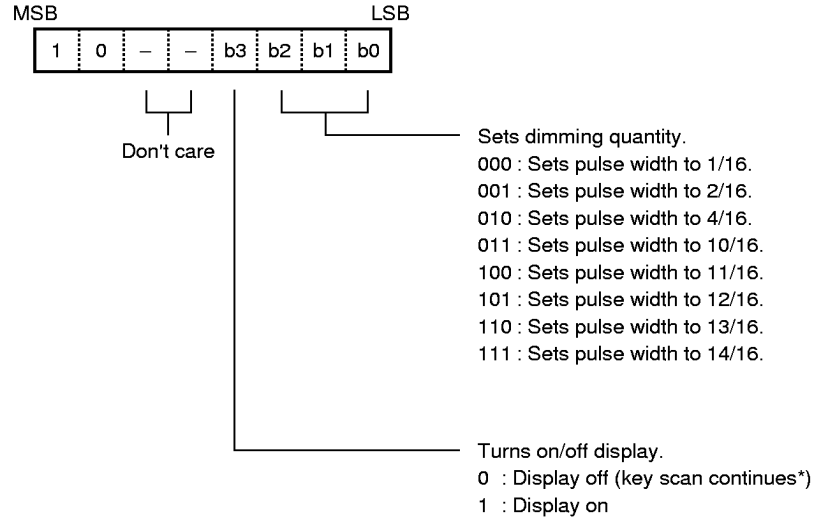 MSB LSB
1 0 – – b3 b2 b1 b0
Don't care
Sets dimming quantity.
000 : Sets pulse width to 1/16.
001 : Sets pulse width to 2/16.
010 : Sets pulse width to 4/16.
011 : Sets pulse width to 10/16.
100 : Sets pulse width to 11/16.
101 : Sets pulse width to 12/16.
110 : Sets pulse width to 13/16.
111 : Sets pulse width to 14/16.
Turns on/off display.
0 : Display off (key scan continues*)
1 : Display on